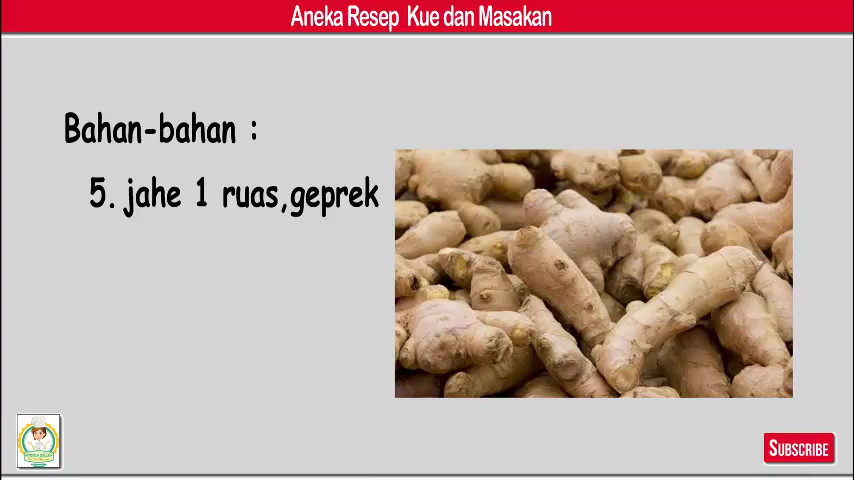 Aneka Resep Kue dan Masakan
Bahan-bahan :
5. jahe 1 ruas,geprek
SUBSCRIBE